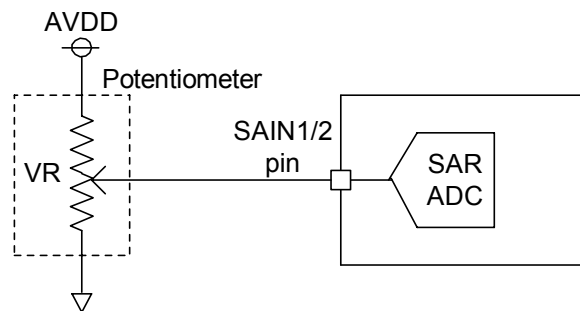 AVDD
Potentiometer
SAIN1/2
pin
VR
SAR
ADC